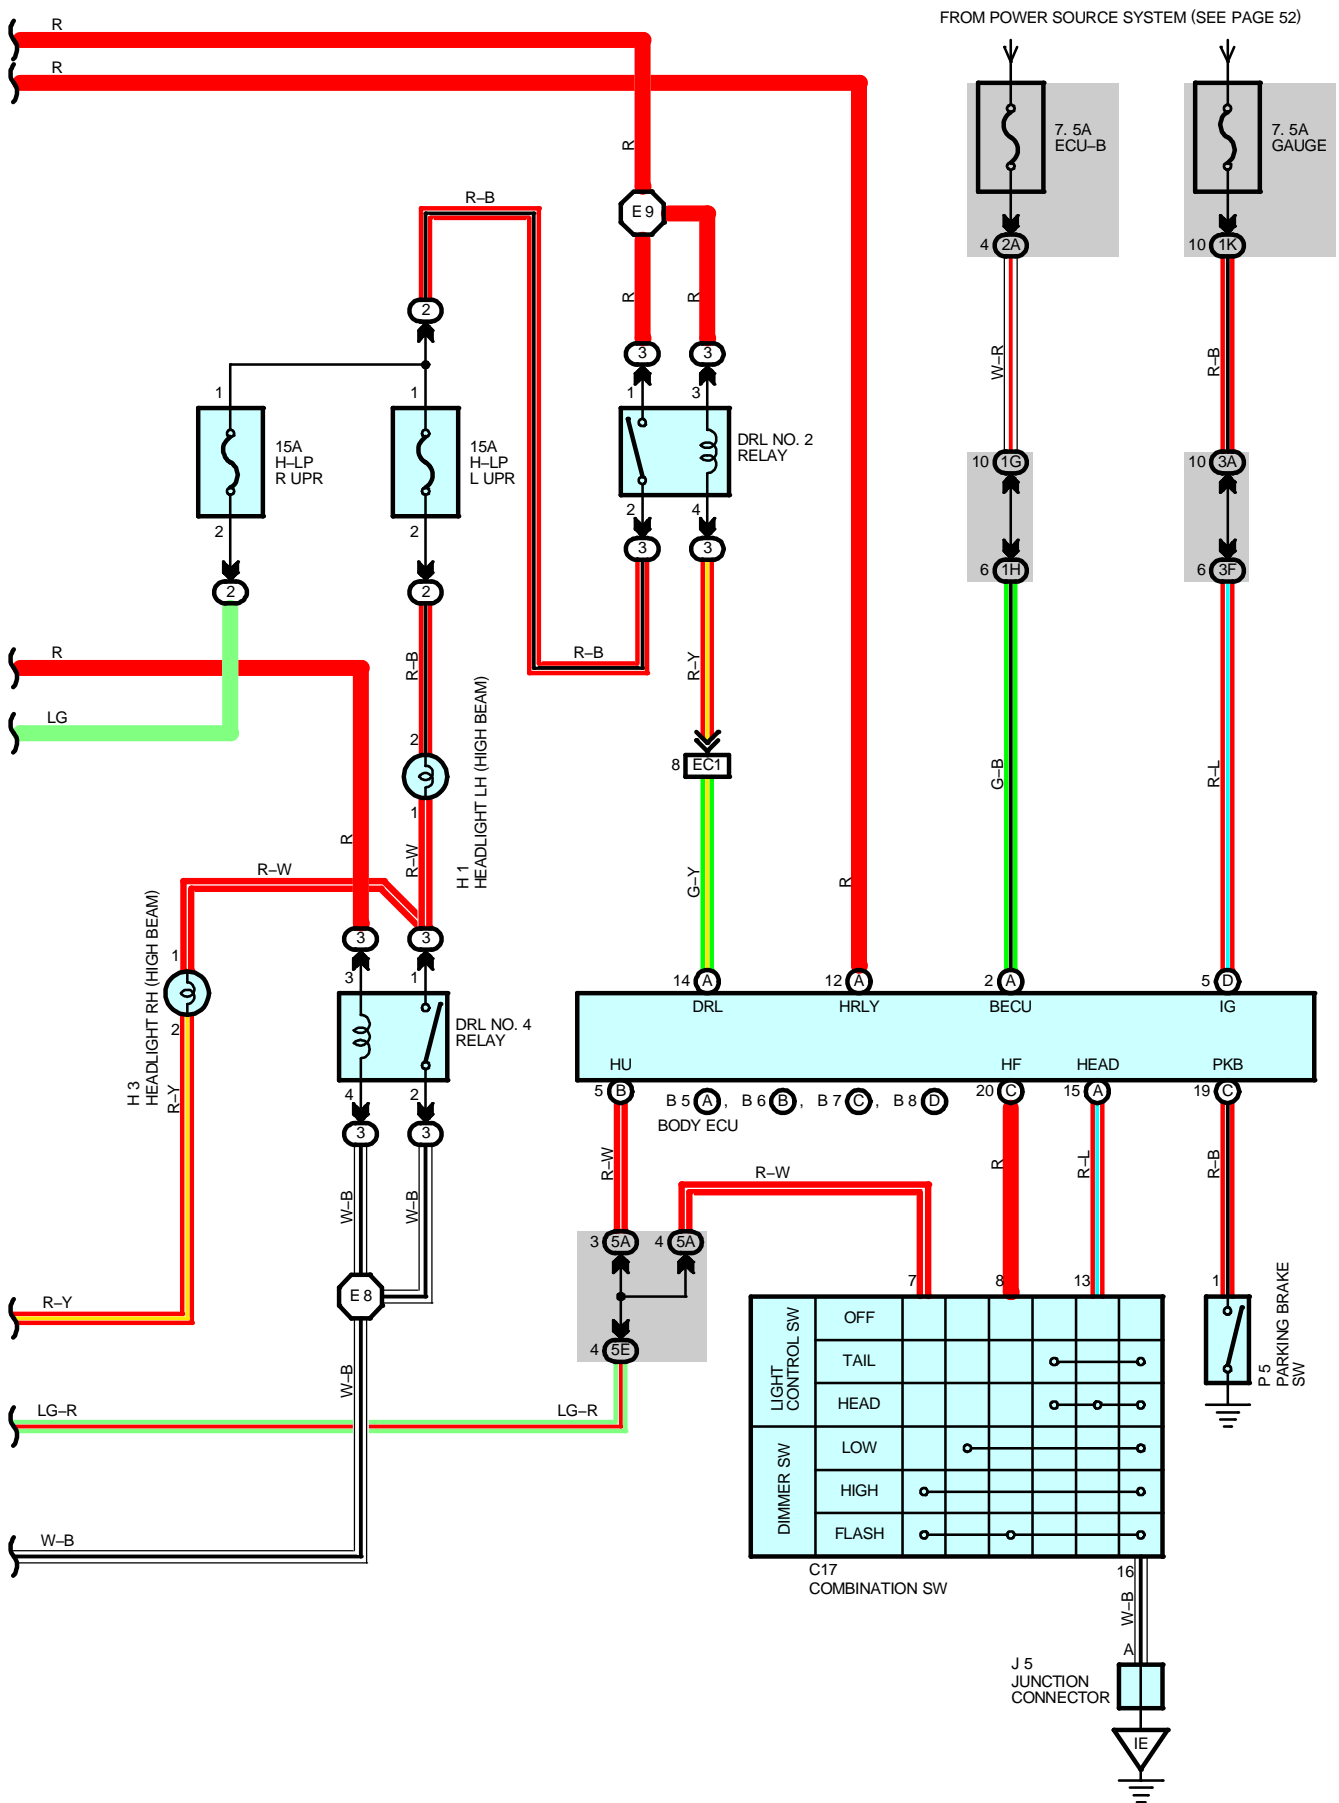 FROM POWER SOURCE SYSTEM (SEE PAGE 52)
R
R
7. 5A
ECU–B
7. 5A
GAUGE
R
R–B
E 9
4 2A
10 1K
R
R
2
W–R
R–B
3
3
1
1
1
3
15A
H–LP
R UPR
15A
H–LP
L UPR
DRL NO. 2
RELAY
10 1G
10 3A
2
2
2
4
3
3
6 1H
6 3F
2
2
R
R–B
R–B
R–Y
LG
2
8 EC1
G–B
R–L
1
H 1
HEADLIGHT LH (HIGH BEAM)
R
R–W
R–W
G–Y
R
H 3
HEADLIGHT RH (HIGH BEAM)
3
3
1
3
1
14 A
12 A
2 A
5 D
DRL
HRLY
BECU
IG
2
DRL NO. 4
RELAY
HU
HF
HEAD
PKB
R–Y
4
2
5 B
B 5 A , B 6 B , B 7 C , B 8 D
20 C
15 A
19 C
BODY ECU
3
3
W–B
W–B
R–W
R–W
R
R–L
R–B
3 5A
4 5A
7
8
13
1
R–Y
E 8
4 5E
LIGHT
CONTROL SW
OFF
TAIL
HEAD
P 5
PARKING BRAKE
SW
W–B
LG–R
LG–R
DIMMER SW
LOW
HIGH
FLASH
W–B
C17
COMBINATION SW
16
W–B
A
J 5
JUNCTION
CONNECTOR
IE